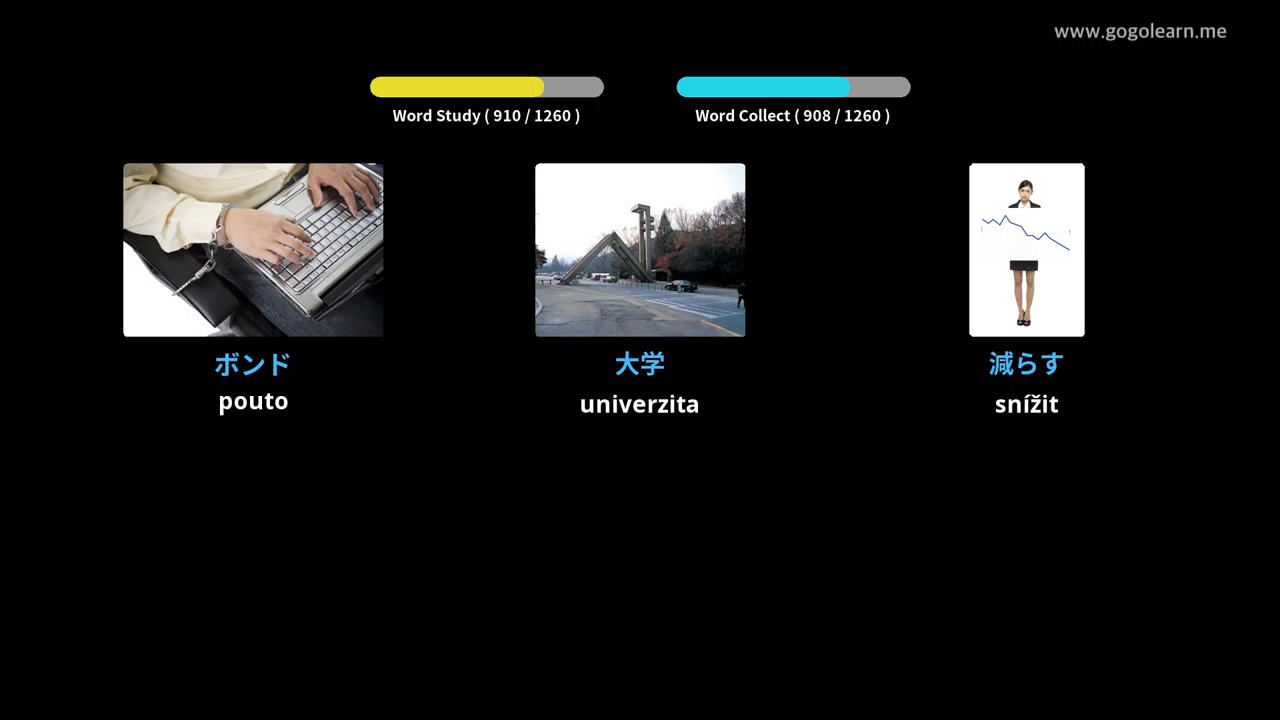 www.gogolearn.me
Word Study ( 910 / 1260 )
Word Collect ( 908 / 1260 )
ボンド
pouto
大学
univerzita
減らす
snížit